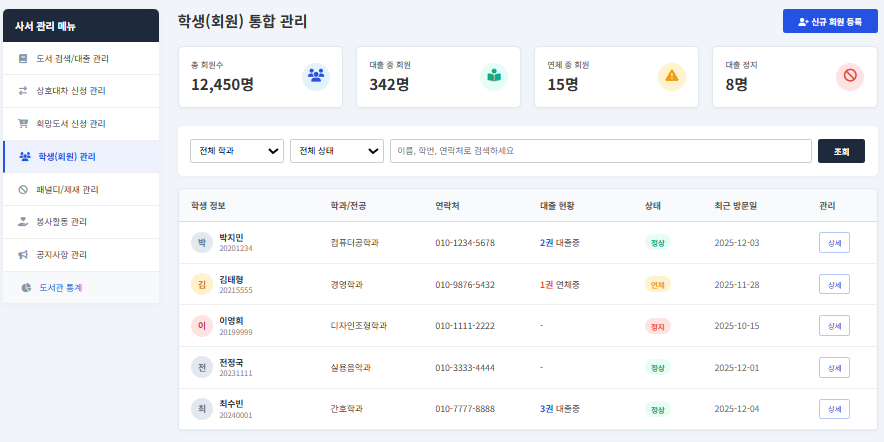 사서 관리 메뉴
도서 검색/대출 관리
상호대차 신청 관리
희망도서 신청 관리
학생(회원) 관리
패널티/제재 관리
봉사활동 관리
공지사항 관리
도서관 통계
학생(회원) 통합 관리
신규 회원 등록
총 회원수
12,450명
대출 중 회원
342명
연체 중 회원
15명
대출 정지
8명
전체 학과
전체 상태
이름, 학번, 연락처로 검색하세요
조회
학생 정보 학과/전공 연락처 대출 현황 상태 최근 방문일 관리
박 박지민 컴퓨터공학과 010-1234-5678 2권 대출중 정상 2025-12-03 상세
20201234
김 김태형 경영학과 010-9876-5432 1권 연체중 연체 2025-11-28 상세
20215555
이 이영희 디자인조형학과 010-1111-2222 - 정지 2025-10-15 상세
20199999
전 전정국 실용음악과 010-3333-4444 - 정상 2025-12-01 상세
20231111
최 최수빈 간호학과 010-7777-8888 3권 대출중 정상 2025-12-04 상세
20240001